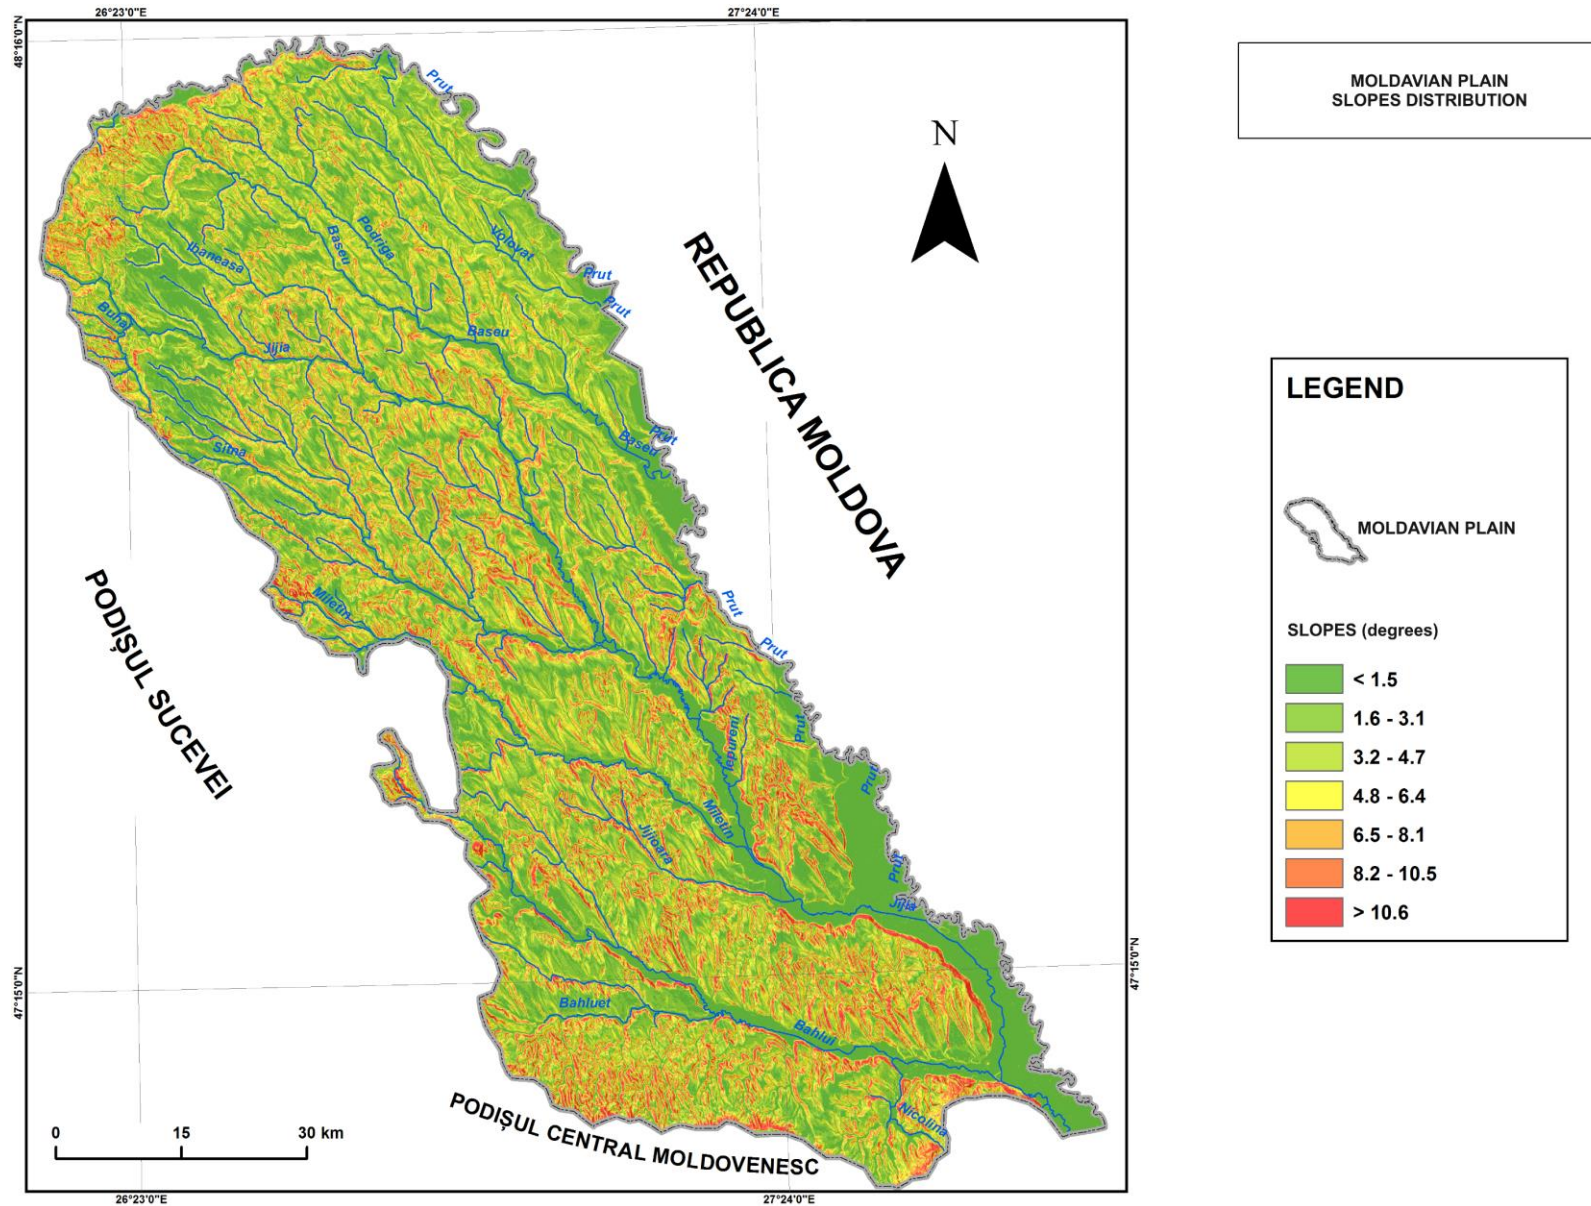 26°23'0"E
27°24'0"E
48°16'0"N
MOLDAVIAN PLAIN
SLOPES DISTRIBUTION
N
Prut
Volovat
Podriga
Baseu
Ibaneasa
Prut
Prut
Buhai
Baseu
Jijia
REPUBLICA MOLDOVA
LEGEND
Prut
Baseu
Sitna
MOLDAVIAN PLAIN
PODIȘUL SUCEVEI
Miletin
Prut
Prut
SLOPES (degrees)
< 1.5
1.6 - 3.1
3.2 - 4.7
4.8 - 6.4
6.5 - 8.1
8.2 - 10.5
> 10.6
Prut
Iepureni
Prut
Miletin
Jijioara
Prut
Jijia
47°15'0"N
47°15'0"N
Bahluet
Bahlui
Nicolina
PODIȘUL CENTRAL MOLDOVENESC
0 15 30 km
26°23'0"E
27°24'0"E